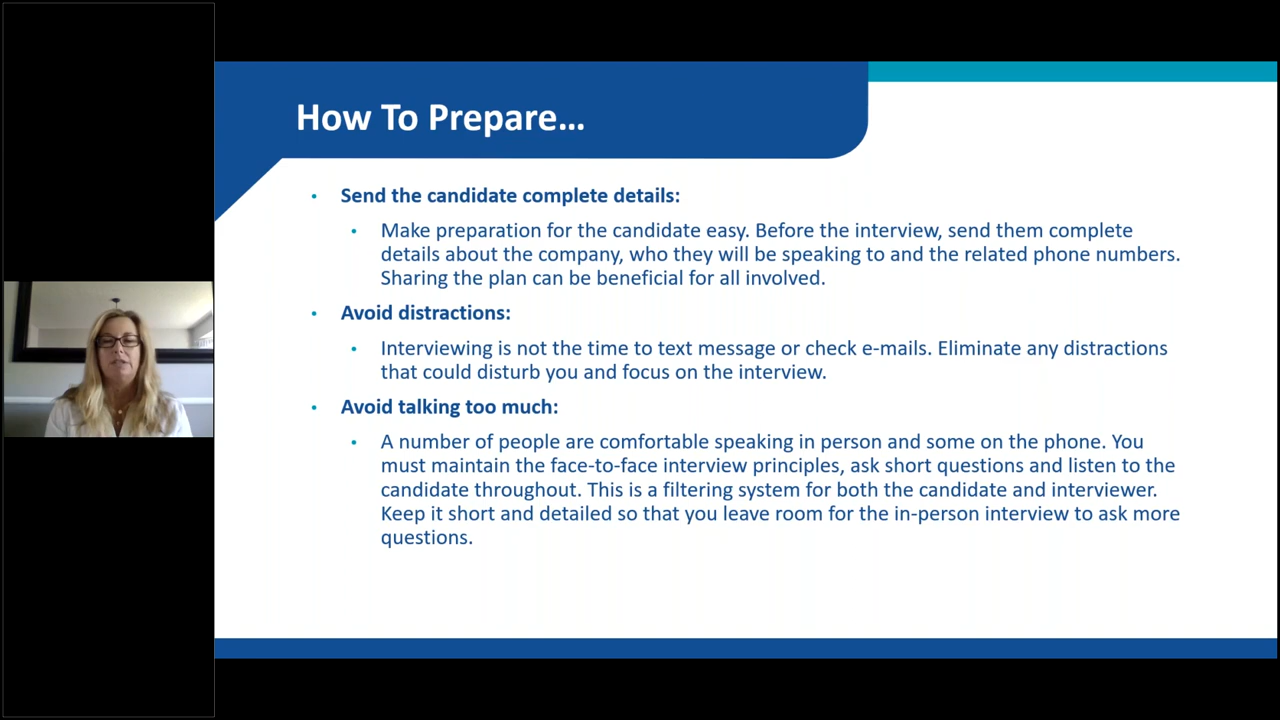 How To Prepare...
• Send the candidate complete details:
• Make preparation for the candidate easy. Before the interview, send them complete
details about the company, who they will be speaking to and the related phone numbers.
Sharing the plan can be beneficial for all involved.
• Avoid distractions:
• Interviewing is not the time to text message or check e-mails. Eliminate any distractions
that could disturb you and focus on the interview.
• Avoid talking too much:
• A number of people are comfortable speaking in person and some on the phone. You
must maintain the face-to-face interview principles, ask short questions and listen to the
candidate throughout. This is a filtering system for both the candidate and interviewer.
Keep it short and detailed so that you leave room for the in-person interview to ask more
questions.